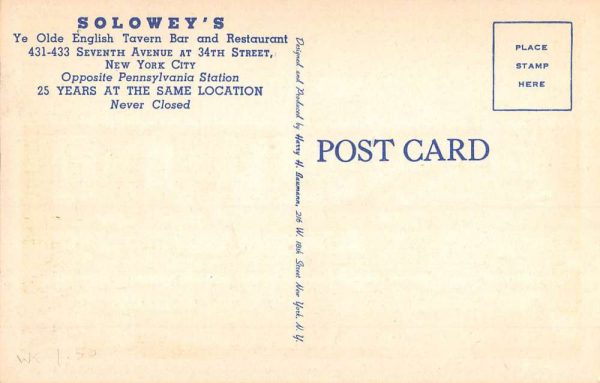 SOLOWEY'S
Ye Olde English Tavern Bar and Restaurant
431-433 Seventh Avenue at 34th Street,
New York City
Opposite Pennsylvania Station
25 YEARS AT THE SAME LOCATION
Never Closed
Designed and Produced by Harry H. Baumann, 216 W. 18th Street New York, N. Y.
POST CARD
PLACE
STAMP
HERE
WK 1.50